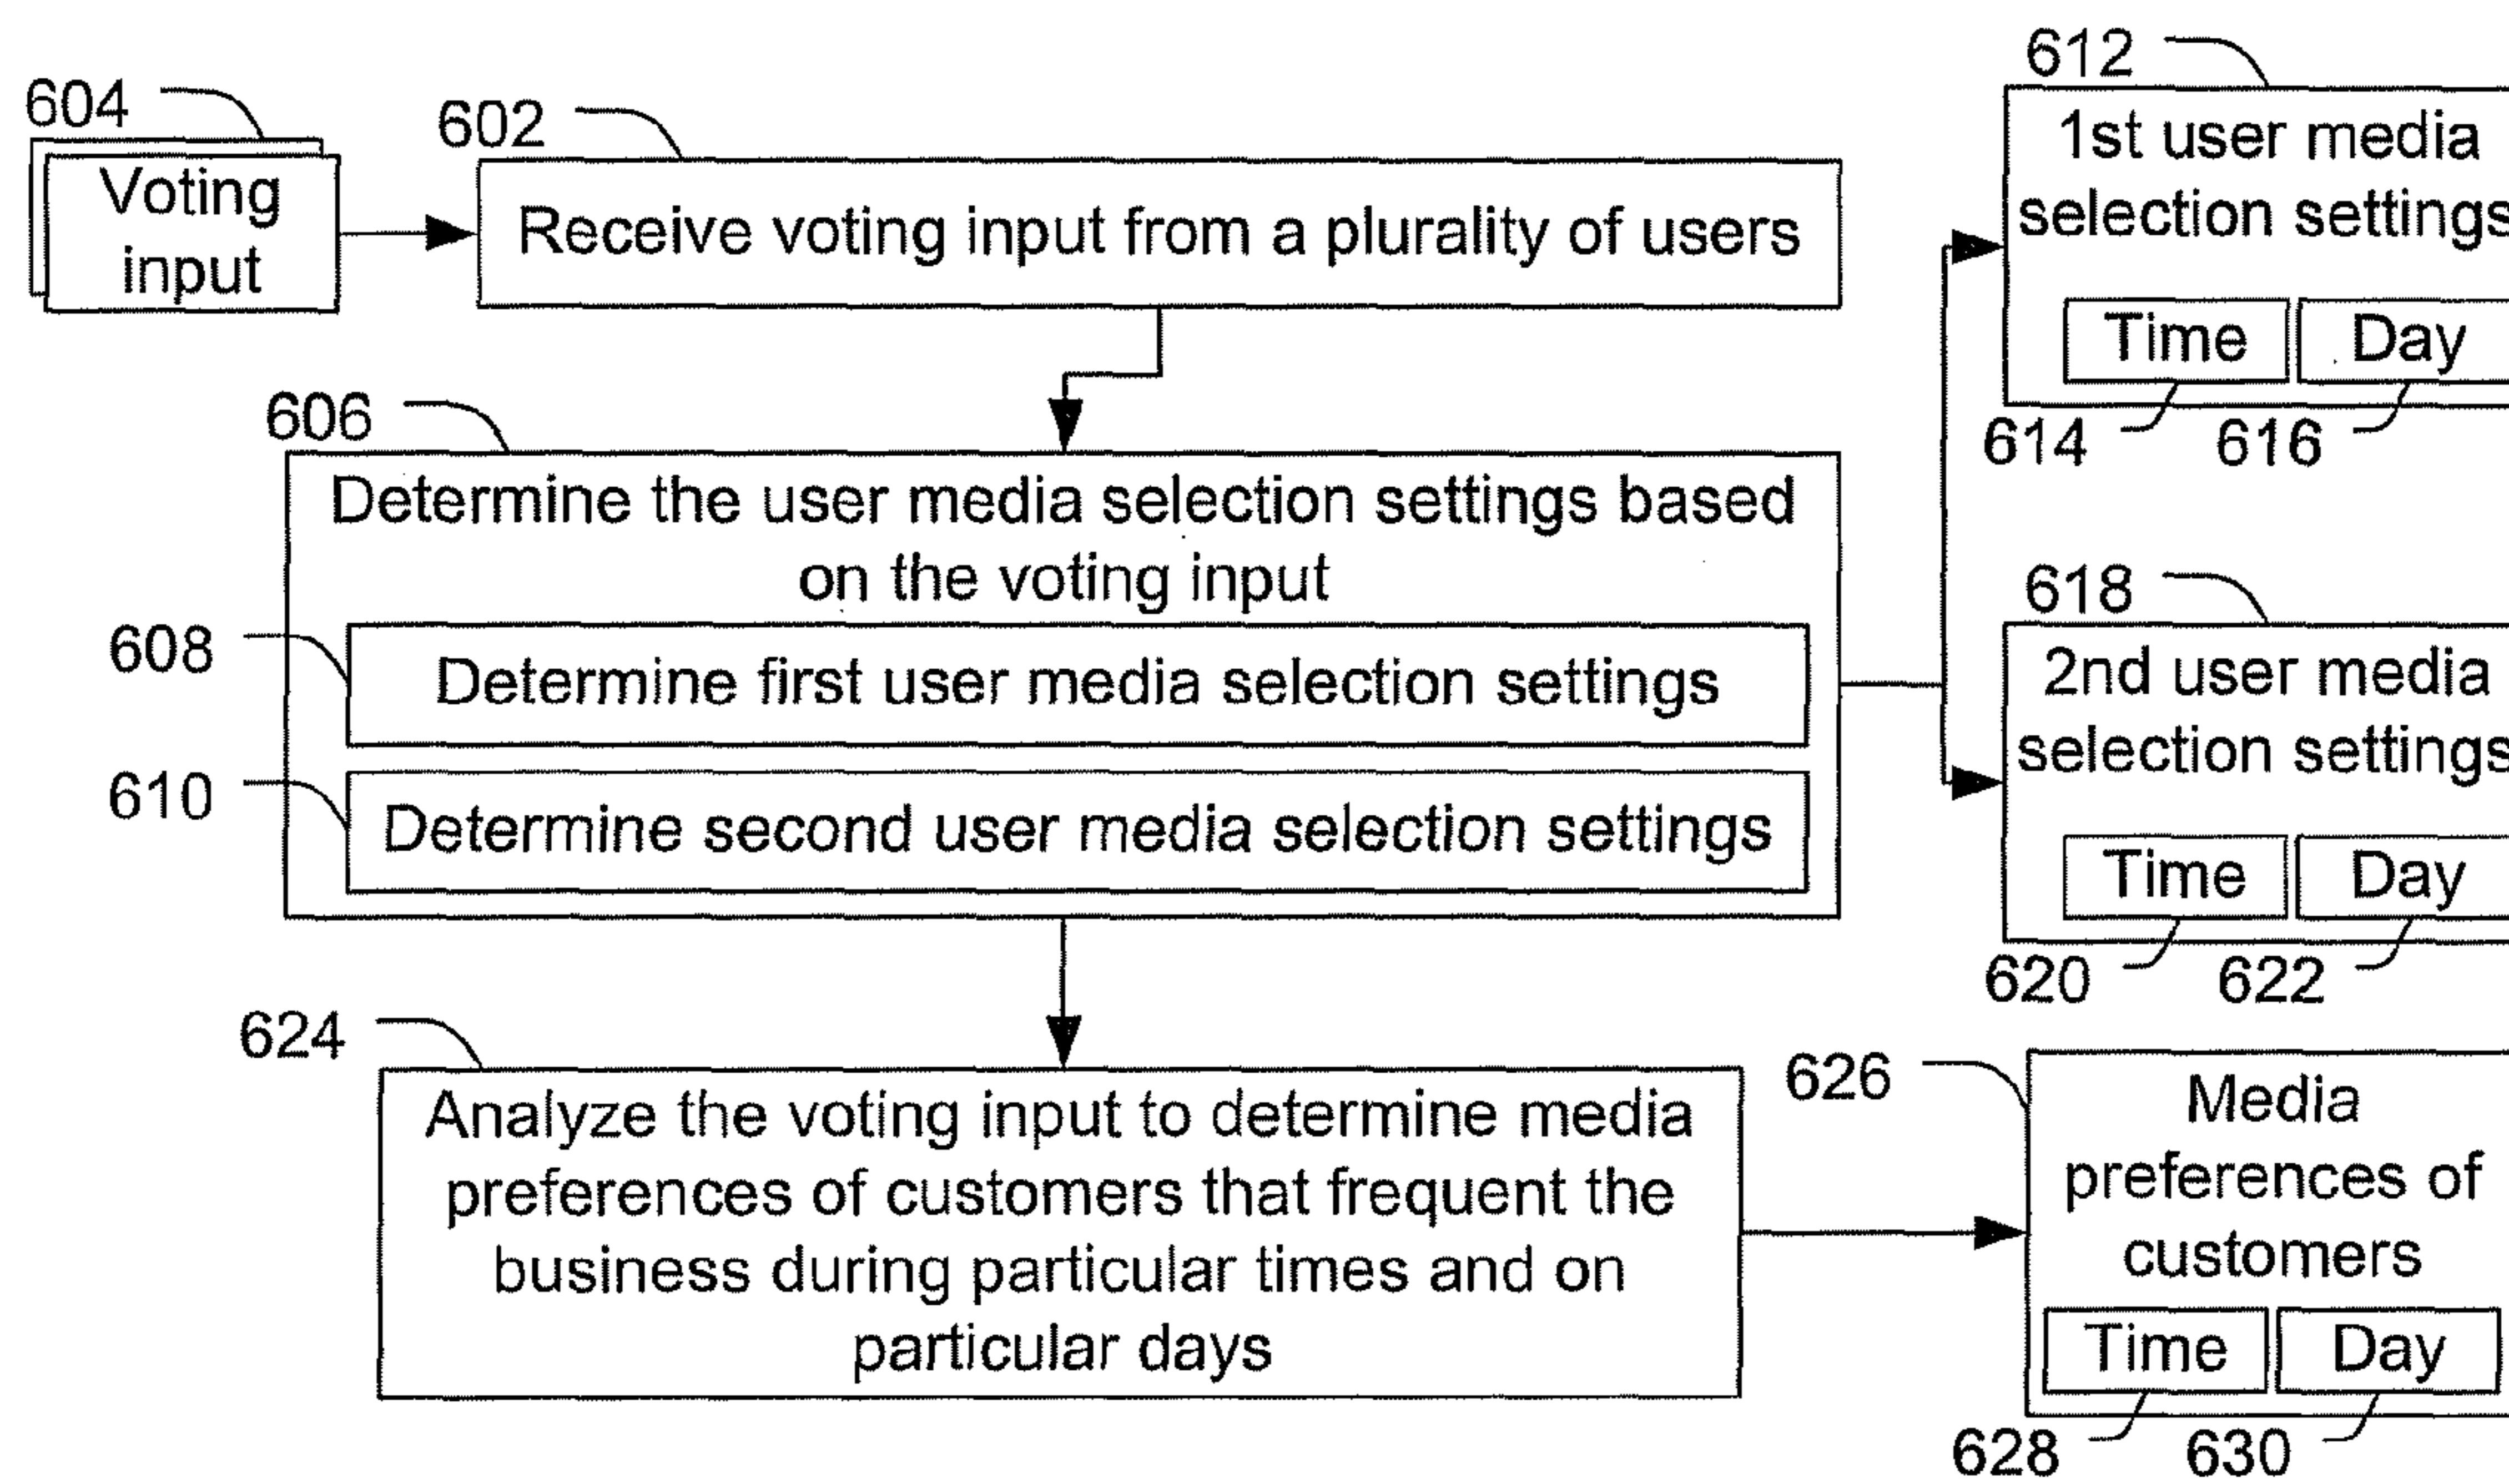 604
Voting
input
602
Receive voting input from a plurality of users
606
Determine the user media selection settings based
on the voting input
608
Determine first user media selection settings
610
Determine second user media selection settings
612
1st user media
selection settings
Time
Day
614
616
618
2nd user media
selection settings
Time
Day
620
622
624
Analyze the voting input to determine media
preferences of customers that frequent the
business during particular times and on
particular days
626
Media
preferences of
customers
Time
Day
628
630